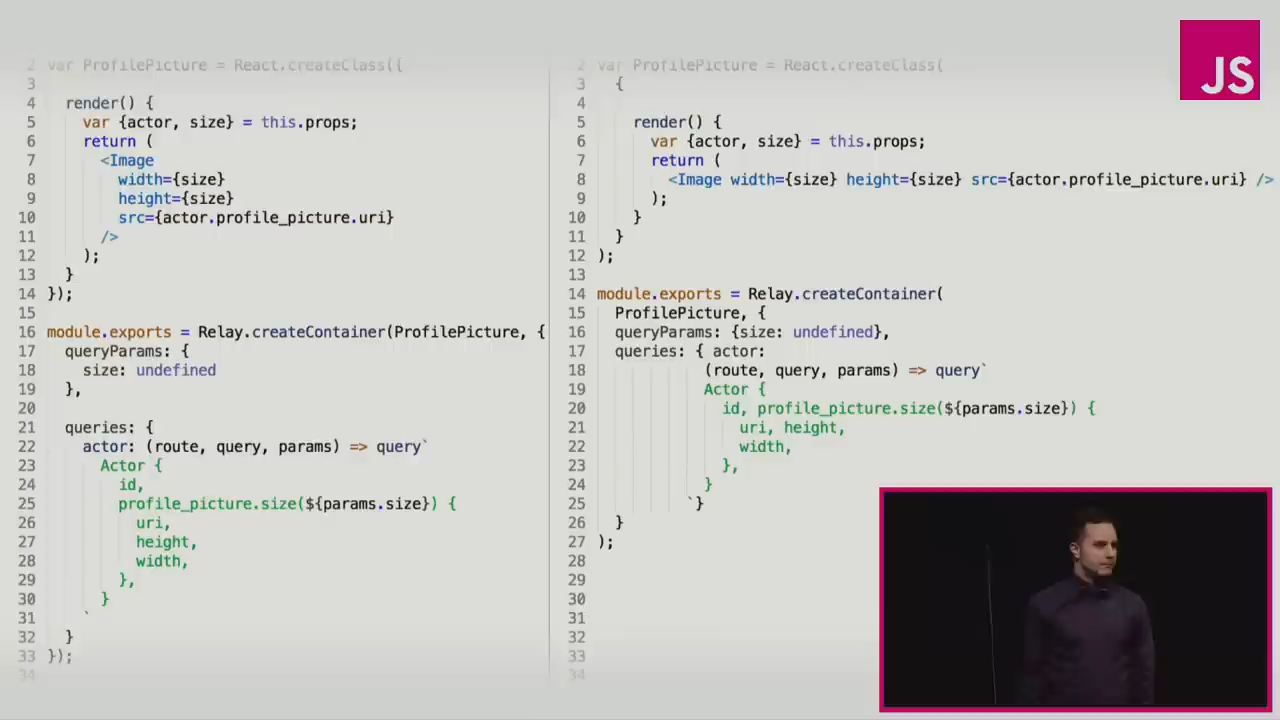 2 var ProfilePicture = React.createClass({
3
4 render() {
5 var {actor, size} = this.props;
6 return (
7 <Image
8 width={size}
9 height={size}
10 src={actor.profile_picture.uri}
11 />
12 );
13 }
14 });
15
16 module.exports = Relay.createContainer(ProfilePicture, {
17 queryParams: {
18 size: undefined
19 },
20
21 queries: {
22 actor: (route, query, params) => query`
23 Actor {
24 id,
25 profile_picture.size(${params.size}) {
26 uri,
27 height,
28 width,
29 },
30 }
31 `
32 }
33 });
34
2 var ProfilePicture = React.createClass(
3 {
4
5 render() {
6 var {actor, size} = this.props;
7 return (
8 <Image width={size} height={size} src={actor.profile_picture.uri} />
9 );
10 }
11 }
12 );
13
14 module.exports = Relay.createContainer(
15 ProfilePicture, {
16 queryParams: {size: undefined},
17 queries: { actor:
18 (route, query, params) => query`
19 Actor {
20 id, profile_picture.size(${params.size}) {
21 uri, height,
22 width,
23 },
24 }
25 `}
26 }
27 );
28
29
30
31
32
33
34
JS